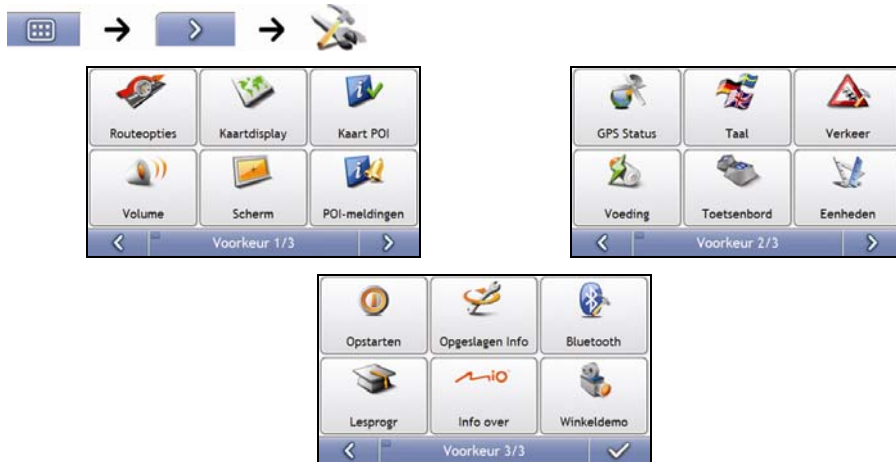 Routeopties Kaartdisplay Kaart POI
Volume Scherm POI-meldingen
Voorkeur 1/3
GPS Status Taal Verkeer
Voeding Toetsenbord Eenheden
Voorkeur 2/3
Opstarten Opgeslagen Info Bluetooth
Mio
Lesprogr Info over Winkeldemo
Voorkeur 3/3